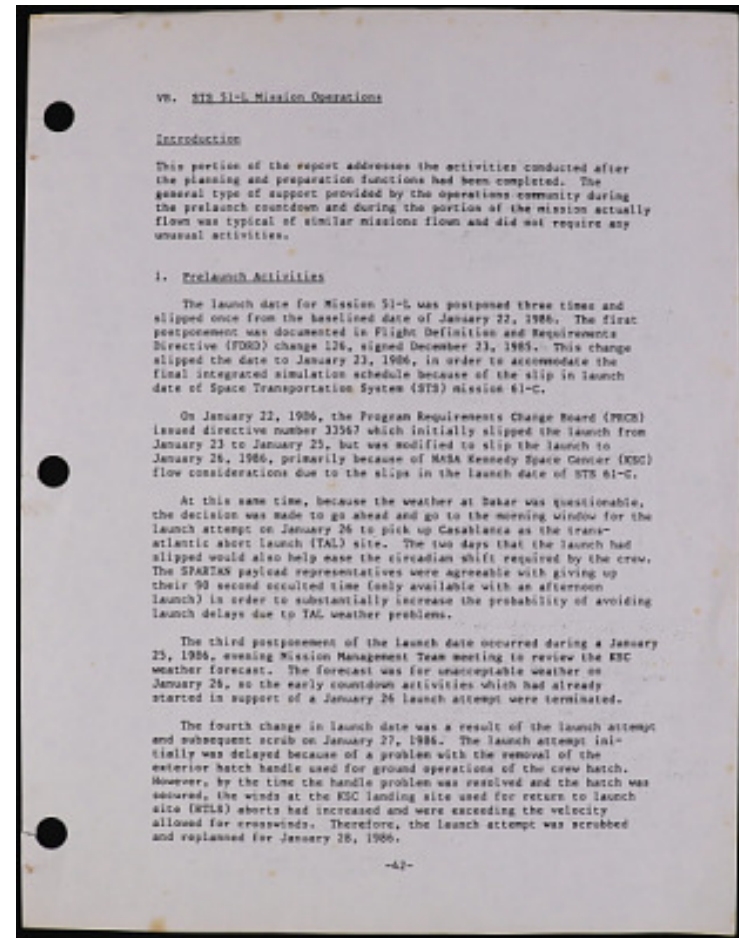 VB. STS 51-L Mission Operations
Introduction
This portion of the report addresses the activities conducted after
the planning and preparation functions had been completed. The
general type of support provided by the operations community during
the prelaunch countdown and during the portion of the mission actually
flown was typical of similar missions flown and did not require any
unusual activities.
1. Prelaunch Activities
The launch date for Mission 51-L was postponed three times and
slipped once from the baselined date of January 22, 1986. The first
postponement was documented in Flight Definition and Requirements
Directive (FDRD) change 126, signed December 23, 1985. This change
slipped the date to January 23, 1986, in order to accommodate the
final integrated simulation schedule because of the slip in launch
date of Space Transportation System (STS) mission 61-C.
On January 22, 1986, the Program Requirements Change Board (PRCB)
issued directive number 33567 which initially slipped the launch from
January 23 to January 25, but was modified to slip the launch to
January 26, 1986, primarily because of NASA Kennedy Space Center (KSC)
flow considerations due to the slips in the launch date of STS 61-C.
At this same time, because the weather at Dakar was questionable,
the decision was made to go ahead and go to the morning window for the
launch attempt on January 26 to pick up Casablanca as the trans-
atlantic abort launch (TAL) site. The two days that the launch had
slipped would also help ease the circadian shift required by the crew.
The SPARTAN payload representatives were agreeable with giving up
their 90 second occulted time (only available with an afternoon
launch) in order to substantially increase the probability of avoiding
launch delays due to TAL weather problems.
The third postponement of the launch date occurred during a January
25, 1986, evening Mission Management Team meeting to review the KSC
weather forecast. The forecast was for unacceptable weather on
January 26, so the early countdown activities which had already
started in support of a January 26 launch attempt were terminated.
The fourth change in launch date was a result of the launch attempt
and subsequent scrub on January 27, 1986. The launch attempt ini-
tially was delayed because of a problem with the removal of the
exterior hatch handle used for ground operations of the crew hatch.
However, by the time the handle problem was resolved and the hatch was
secured, the winds at the KSC landing site used for return to launch
site (RTLS) aborts had increased and were exceeding the velocity
allowed for crosswinds. Therefore, the launch attempt was scrubbed
and replanned for January 28, 1986.
-42-